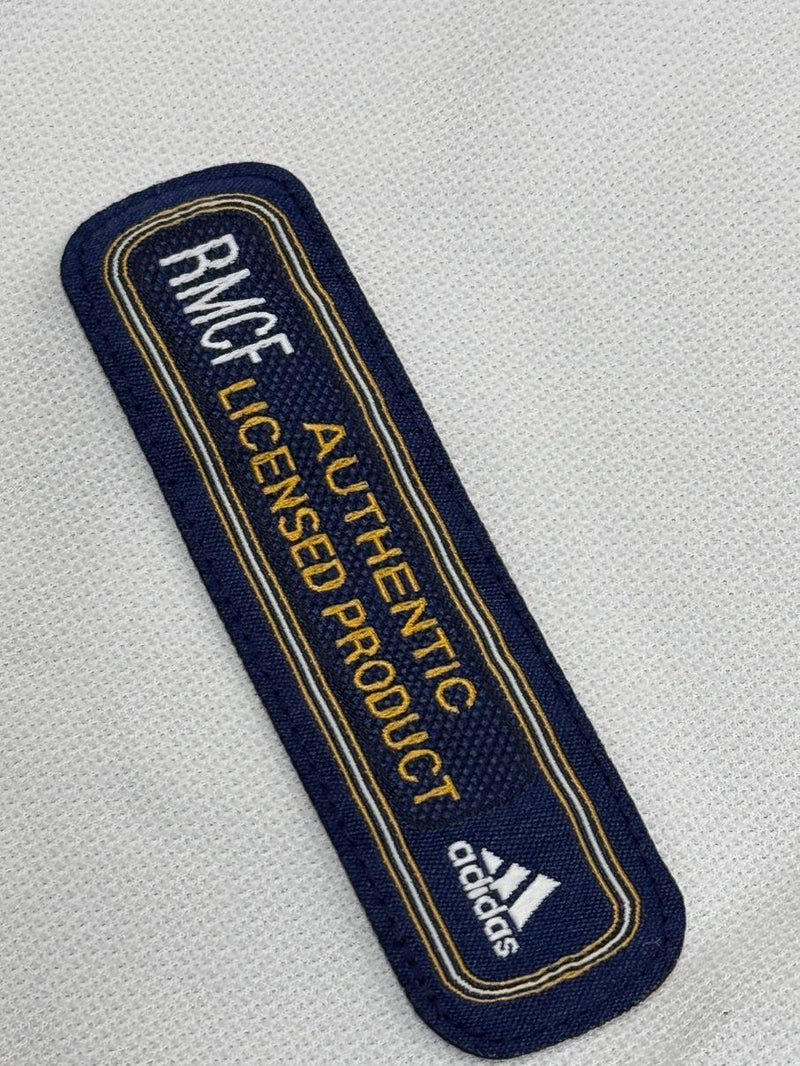 RMCF
AUTHENTIC
LICENSED PRODUCT
adidas